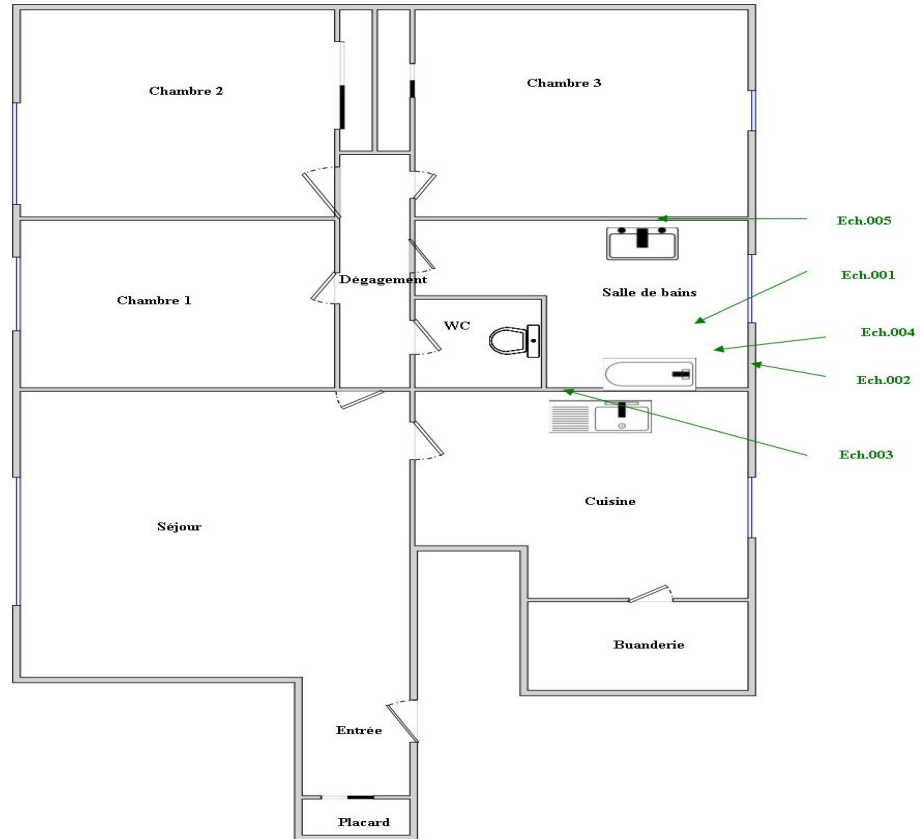 Chambre 2
Chambre 3
Ech.005
Ech.001
Dégagement
Salle de bains
Chambre 1
WC
Ech.004
Ech.002
Ech.003
Cuisine
Séjour
Buanderie
Entrée
Placard